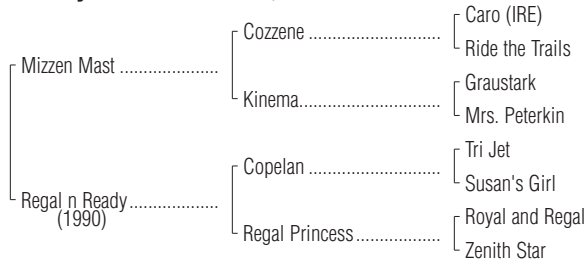 Caro (IRE)
Cozzene
Ride the Trails
Mizzen Mast
Graustark
Kinema
Mrs. Peterkin
Tri Jet
Copelan
Susan's Girl
Regal n Ready
(1990)
Royal and Regal
Regal Princess
Zenith Star